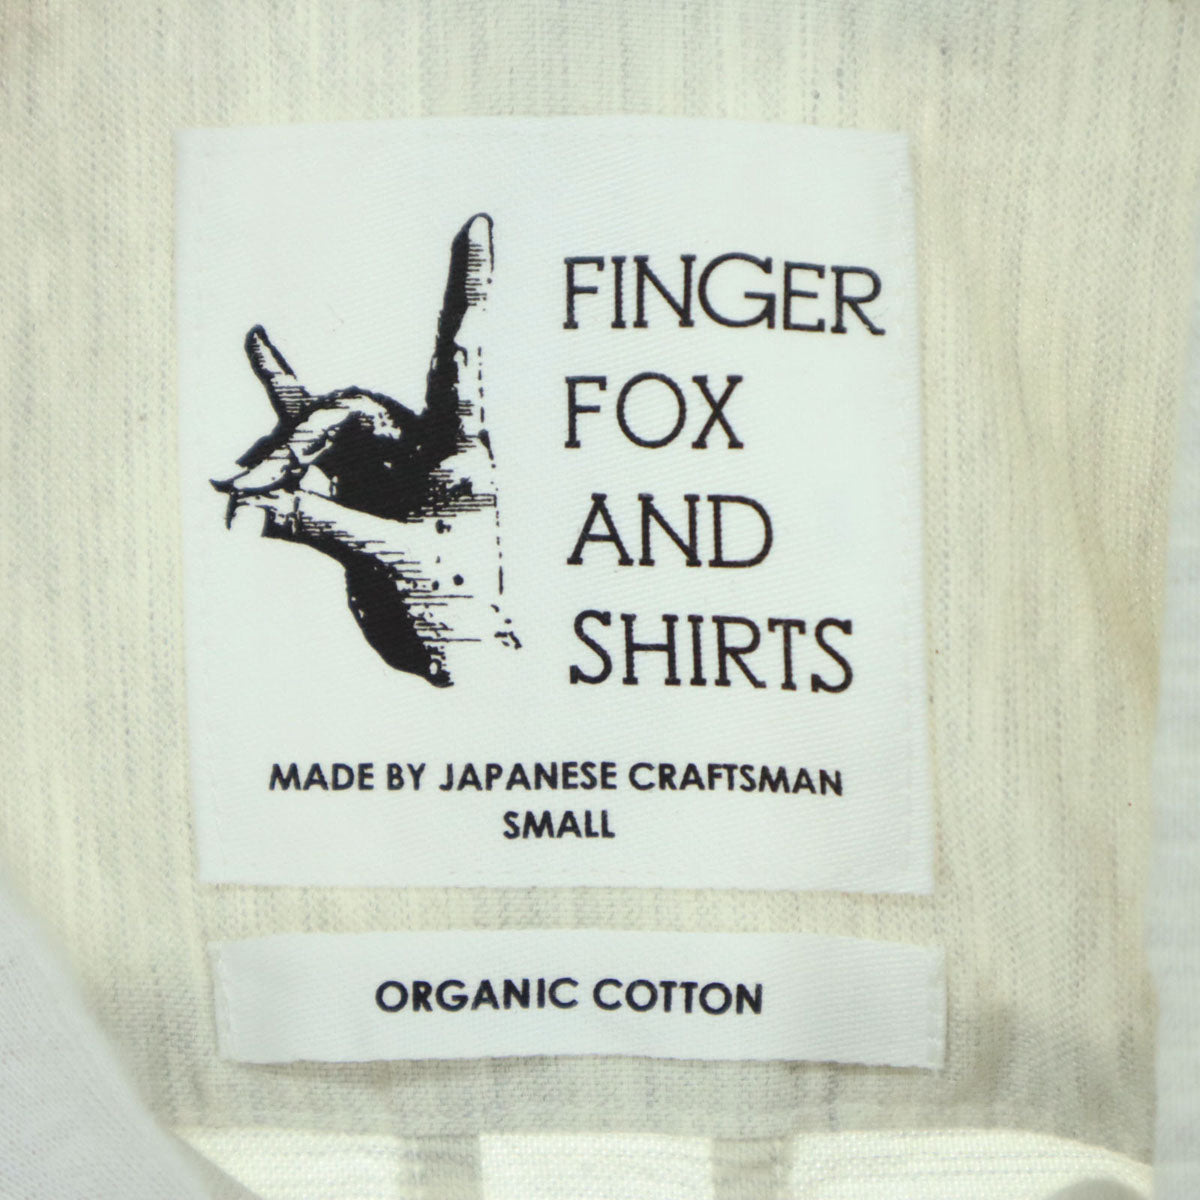 FINGER
FOX
AND
SHIRTS
MADE BY JAPANESE CRAFTSMAN
SMALL
ORGANIC COTTON